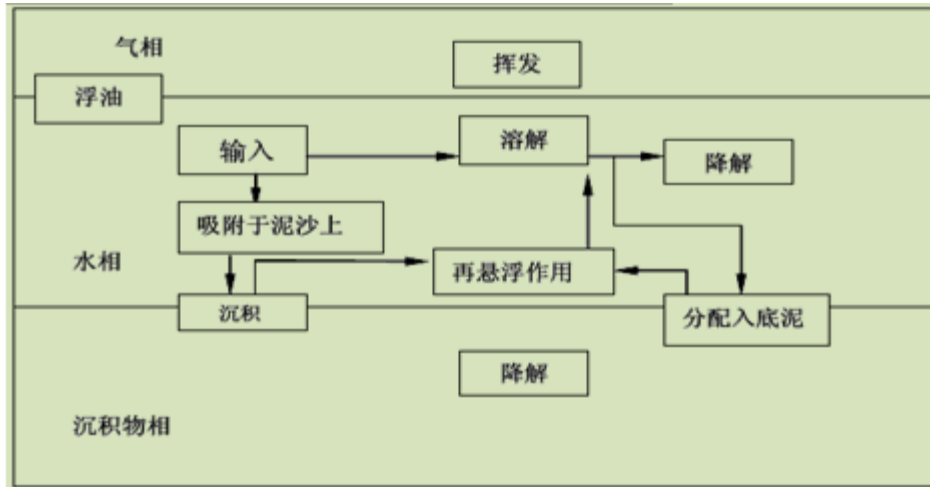 气相
挥发
浮油
输入
溶解
降解
吸附于泥沙上
水相
再悬浮作用
沉积
分配入底泥
降解
沉积物相